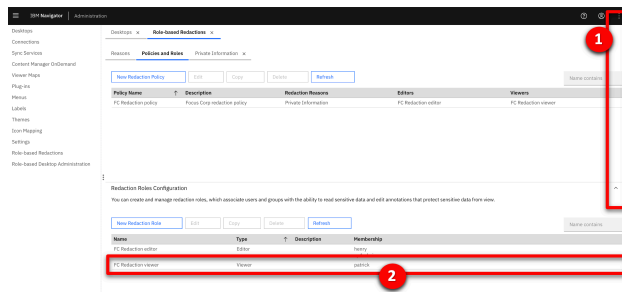 IBM Navigator Administration
Desktops
Connections
Sync Services
Content Manager OnDemand
Viewer Maps
Plug-ins
Menus
Labels
Themes
Icon Mapping
Settings
Role-based Redactions
Role-based Desktop Administration
Desktops × Role-based Redactions ×
Reasons Policies and Roles Private Information ×
New Redaction Policy Edit Copy Delete Refresh Name contains
Policy Name ↑ Description Redaction Reasons Editors Viewers
FC Redaction policy Focus Corp redaction policy Private Information FC Redaction editor FC Redaction viewer
Redaction Roles Configuration
You can create and manage redaction roles, which associate users and groups with the ability to read sensitive data and edit annotations that protect sensitive data from view.
New Redaction Role Edit Copy Delete Refresh Name contains
Name Type ↑ Description Membership
FC Redaction editor Editor henry
FC Redaction viewer Viewer patrick
1
2